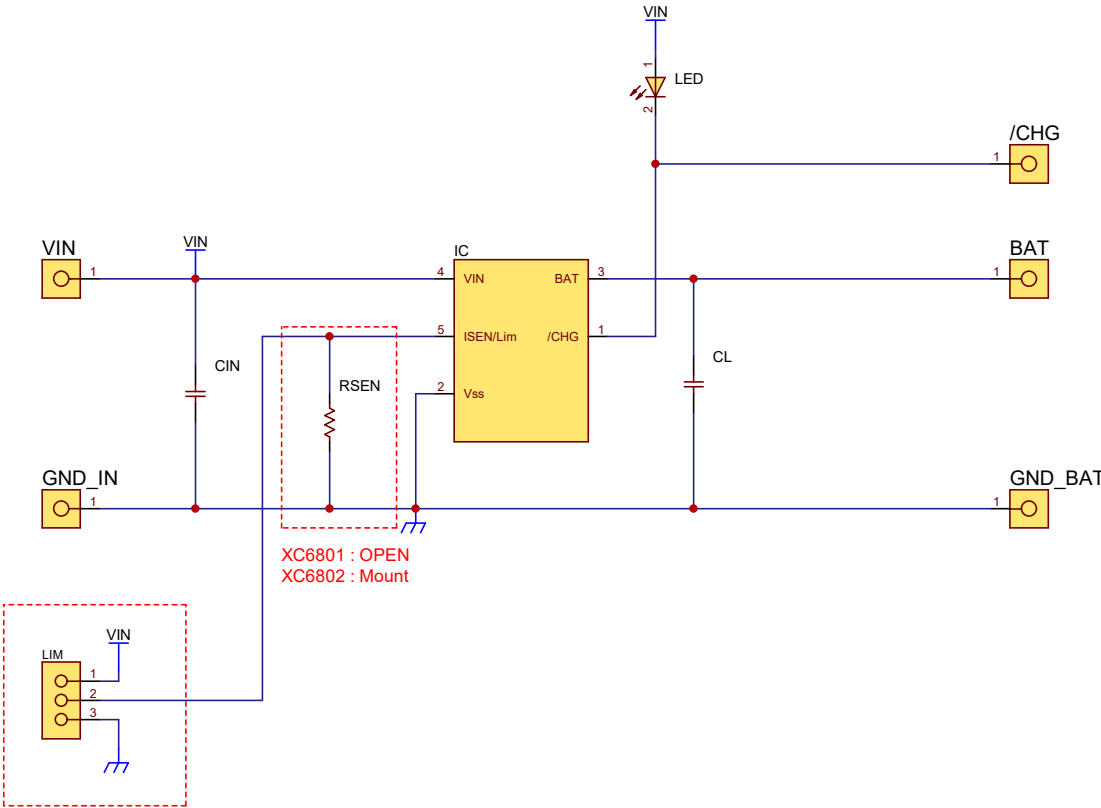 VIN
1
LED
2
/CHG
1
VIN
1
VIN
IC
4
VIN
BAT
3
BAT
1
5
ISEN/Lim
/CHG
1
CIN
RSEN
2
Vss
CL
GND_IN
1
GND_BAT
1
XC6801 : OPEN
XC6802 : Mount
VIN
LIM
1
2
3